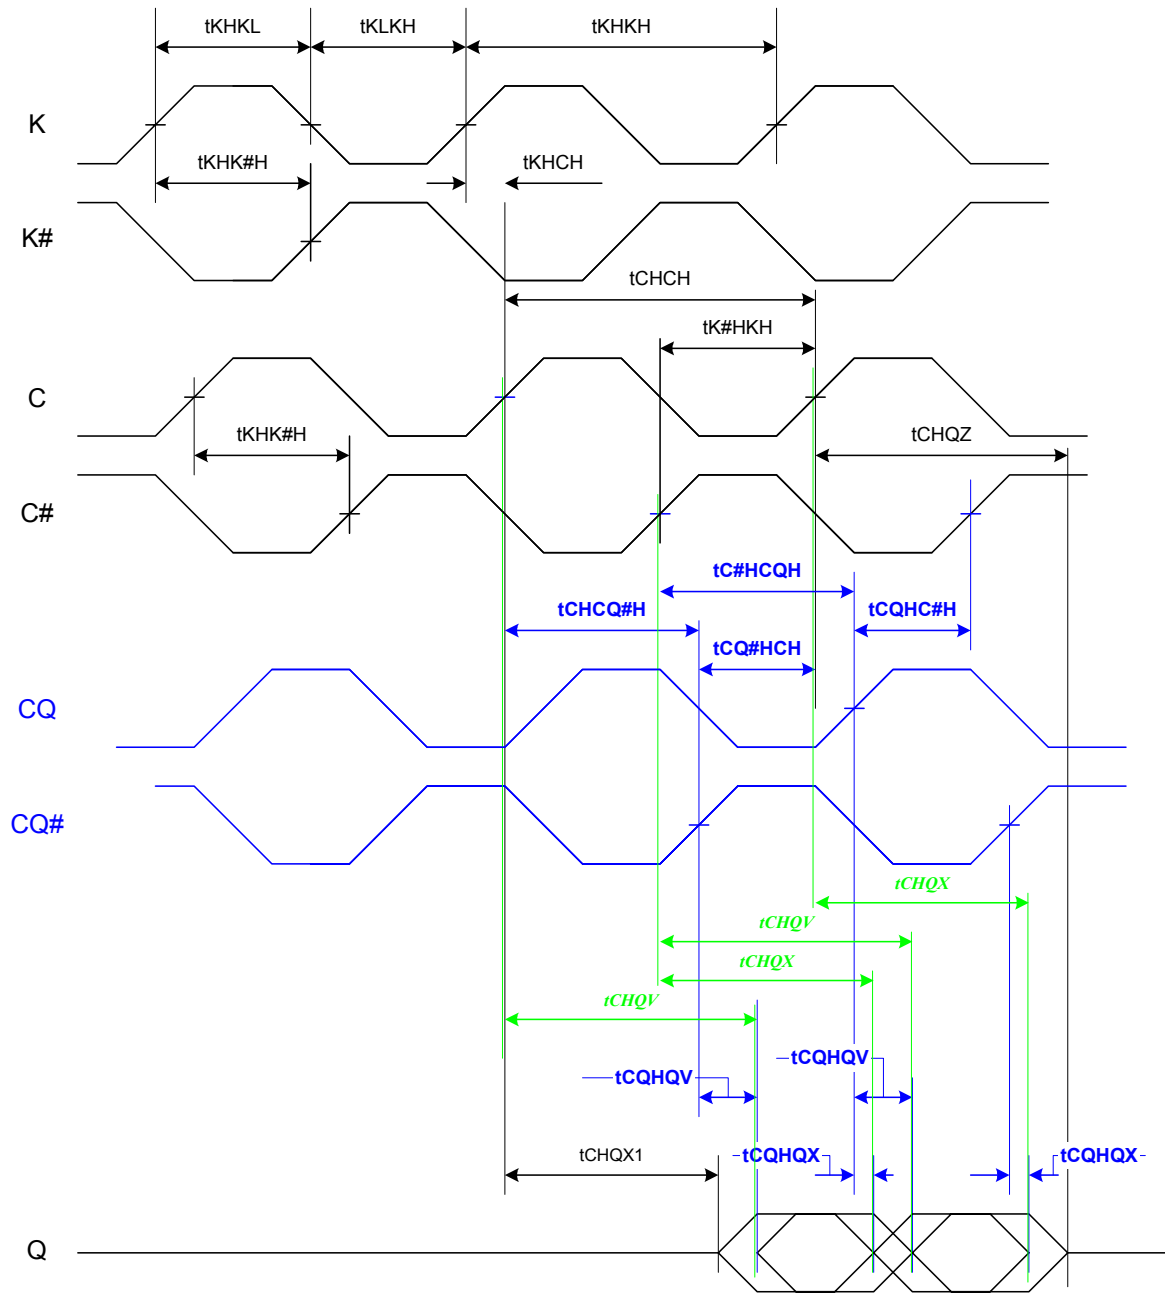 tKHKL tKLKH tKHKH
K
tKHK#H tKHCH
K#
tCHCH
tK#HKH
C
tKHK#H tCHQZ
C#
tC#HCQH
tCHCQ#H tCQHC#H
tCQ#HCH
CQ
CQ#
tCHQX
tCHQV
tCHQX
tCHQV
tCQHQV
tCQHQV
tCHQX1 tCQHQX tCQHQX
Q